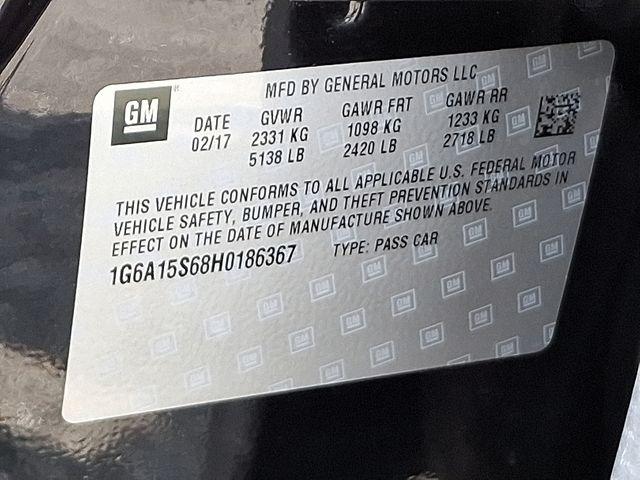 MFD BY GENERAL MOTORS LLC
GM
DATE GVWR GAWR FRT GAWR RR
02/17 2331 KG 1098 KG 1233 KG
5138 LB 2420 LB 2718 LB
THIS VEHICLE CONFORMS TO ALL APPLICABLE U.S. FEDERAL MOTOR
VEHICLE SAFETY, BUMPER, AND THEFT PREVENTION STANDARDS IN
EFFECT ON THE DATE OF MANUFACTURE SHOWN ABOVE.
1G6A15S68H0186367 TYPE: PASS CAR